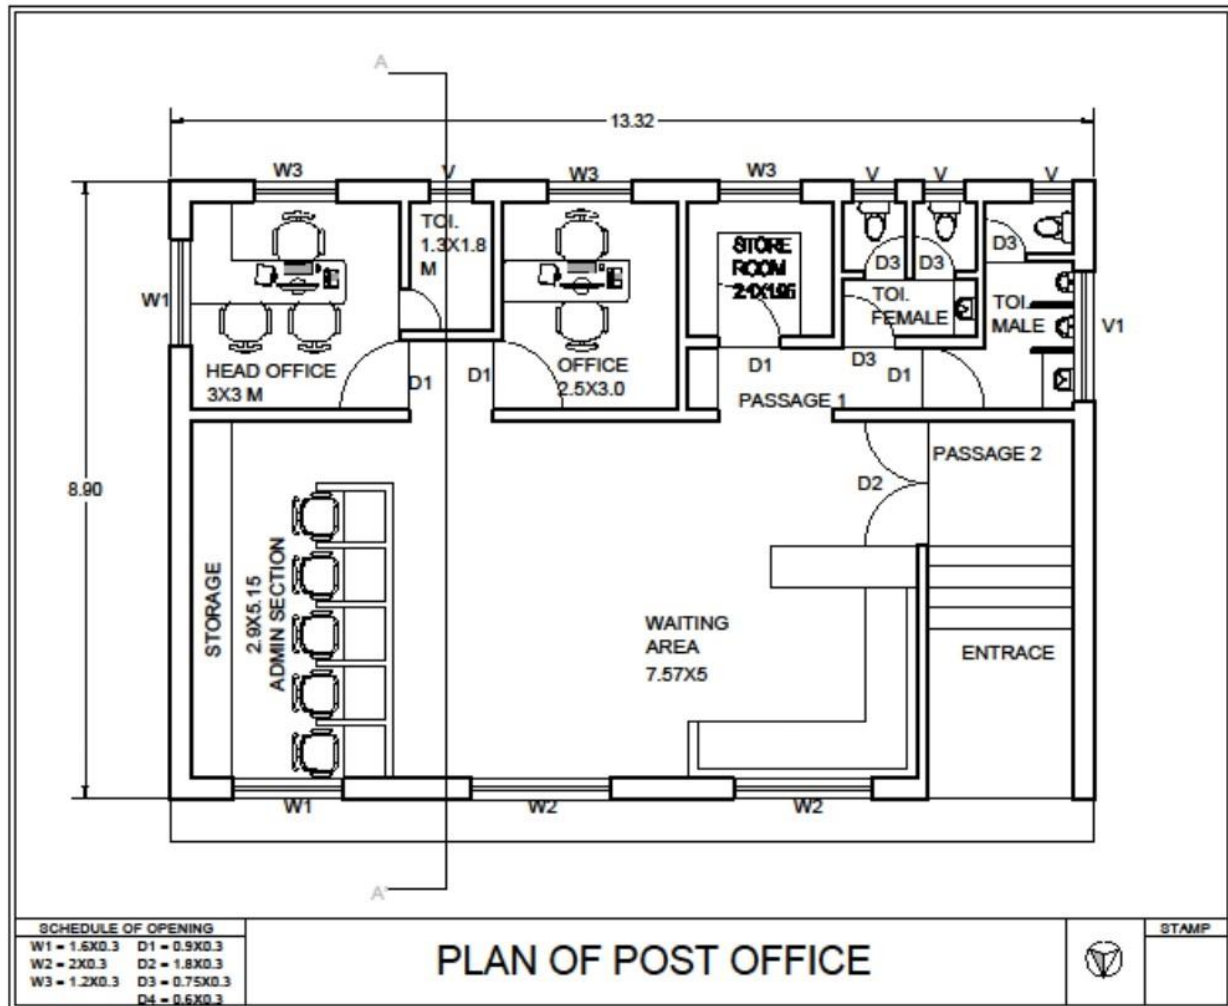 A
13.32
W3
V
W3
W3
V
V
V
TOI.
1.3X1.8
M
STORE
ROOM
2.1X1.95
D3
D3
D3
W1
TOI.
FEMALE
TOI.
MALE
V1
HEAD OFFICE
3X3 M
D1
D1
OFFICE
2.5X3.0
D1
D3
D1
PASSAGE 1
8.90
D2
PASSAGE 2
STORAGE
2.9X5.15
ADMIN SECTION
WAITING
AREA
7.57X5
ENTRACE
W1
W2
W2
A'
SCHEDULE OF OPENING
W1 = 1.6X0.3 D1 = 0.9X0.3
W2 = 2X0.3 D2 = 1.8X0.3
W3 = 1.2X0.3 D3 = 0.75X0.3
D4 = 0.6X0.3
PLAN OF POST OFFICE
STAMP